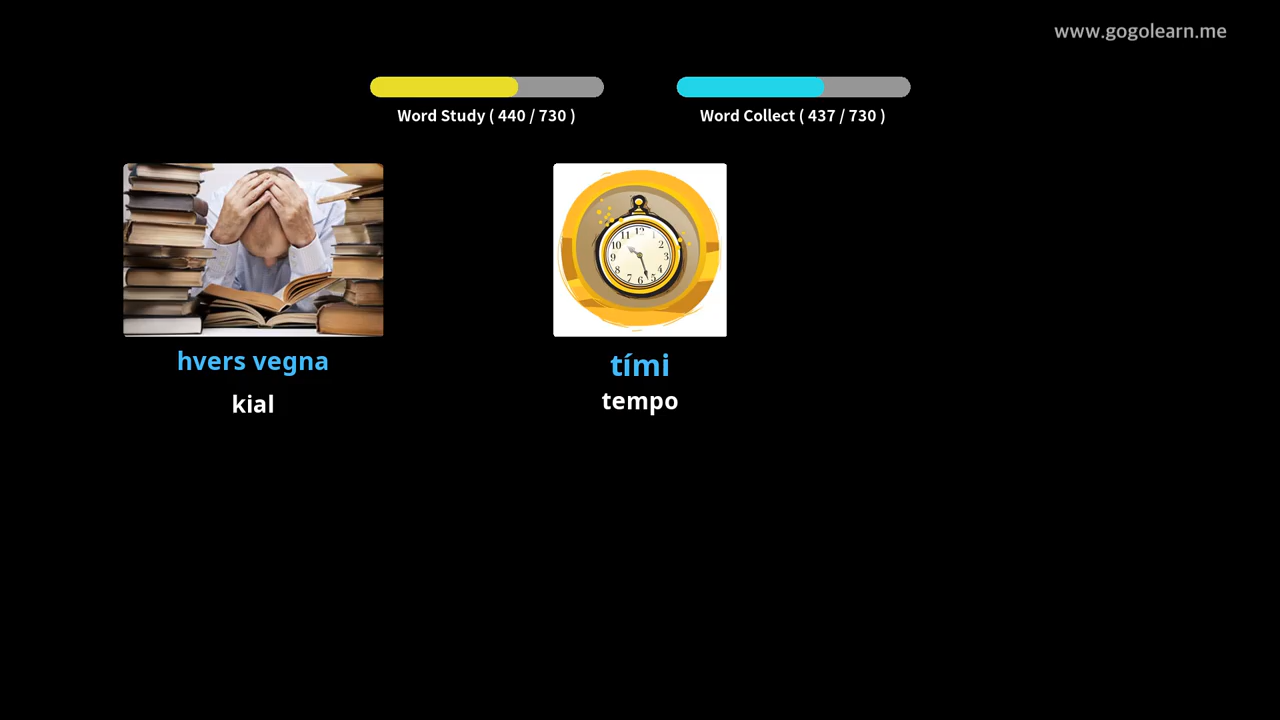 www.gogolearn.me
Word Study ( 440 / 730 )
Word Collect ( 437 / 730 )
hvers vegna
kial
tími
tempo